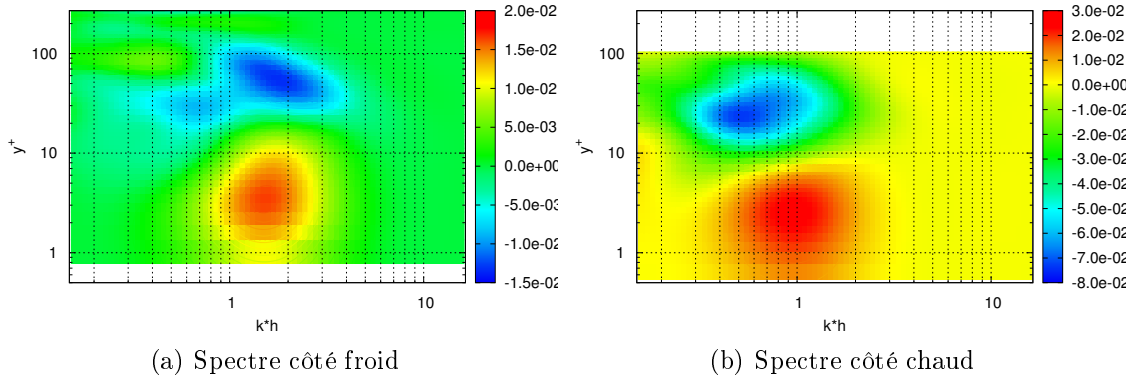 100
10
1
y+
1
10
k*h
2.0e-02
1.5e-02
1.0e-02
5.0e-03
0.0e+00
-5.0e-03
-1.0e-02
-1.5e-02
(a) Spectre côté froid
100
10
1
y+
1
10
k*h
3.0e-02
2.0e-02
1.0e-02
0.0e+00
-1.0e-02
-2.0e-02
-3.0e-02
-4.0e-02
-5.0e-02
-6.0e-02
-7.0e-02
-8.0e-02
(b) Spectre côté chaud